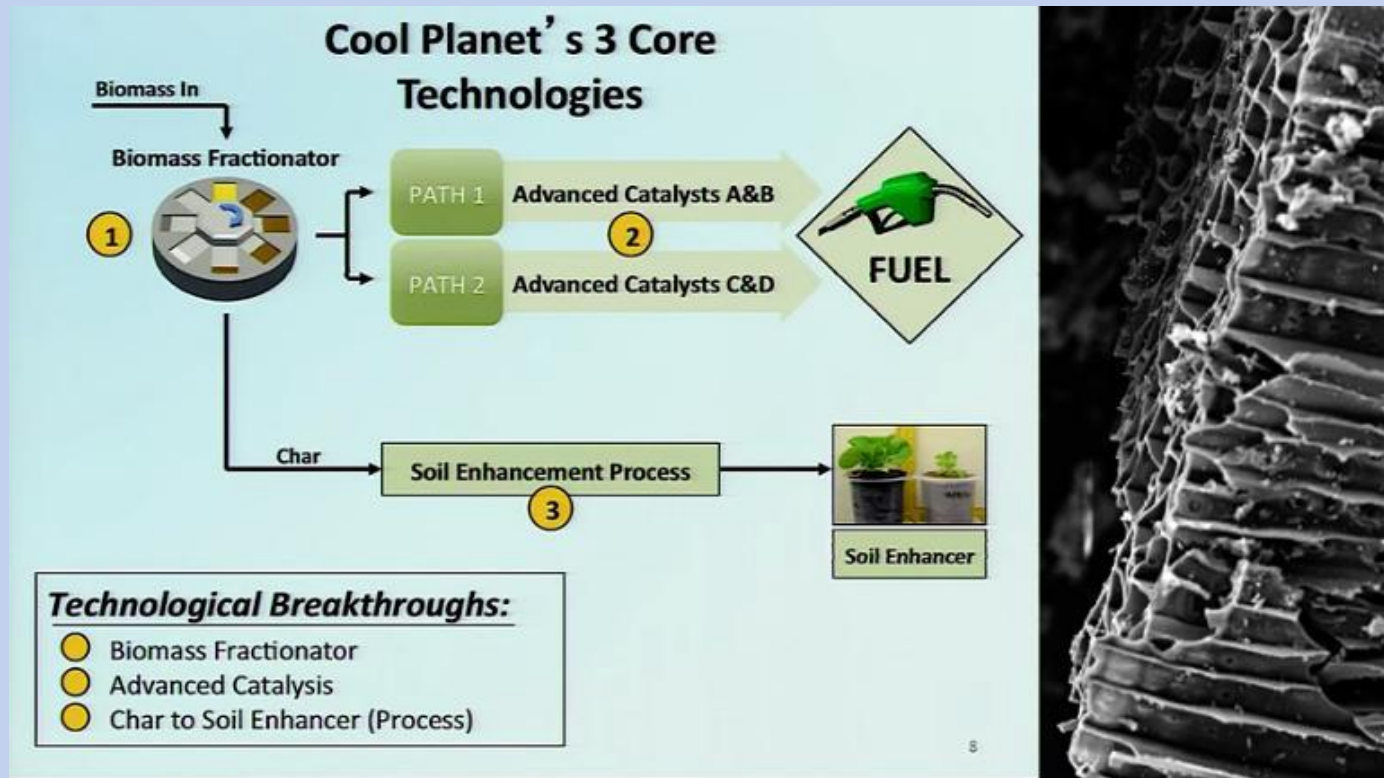 Cool Planet's 3 Core
Technologies
Biomass In
Biomass Fractionator
1
PATH 1
Advanced Catalysts A&B
2
PATH 2
Advanced Catalysts C&D
FUEL
Char
Soil Enhancement Process
3
Soil Enhancer
Technological Breakthroughs:
Biomass Fractionator
Advanced Catalysis
Char to Soil Enhancer (Process)
8